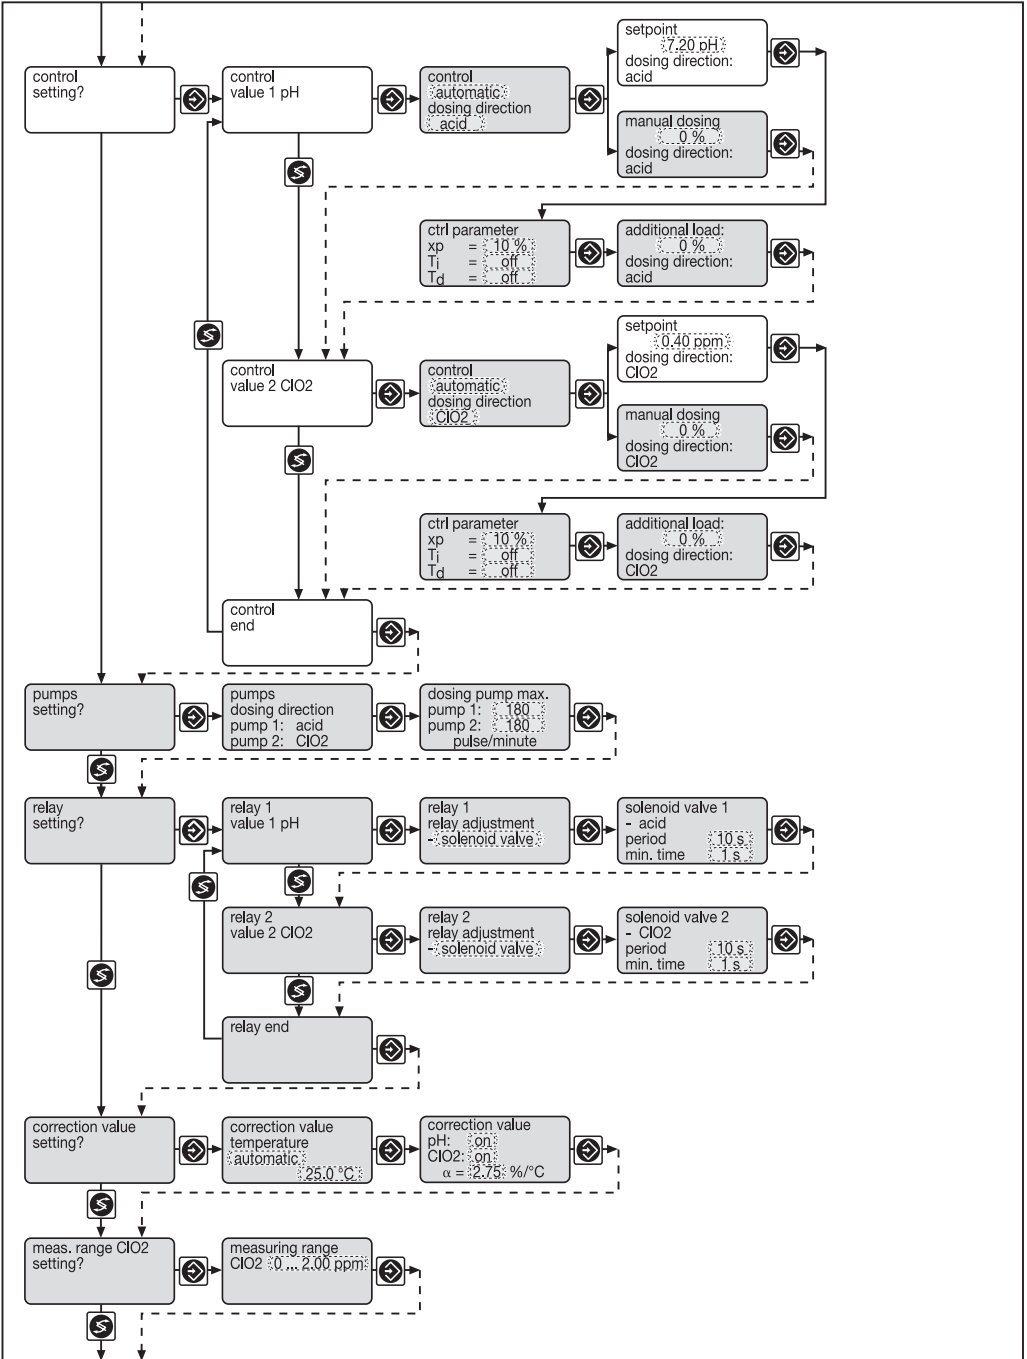 control
setting?
control
value 1 pH
control
automatic
dosing direction
acid
setpoint
7.20 pH
dosing direction:
acid
manual dosing
0 %
dosing direction:
acid
ctrl parameter
xp = 10 %
Ti = off
Td = off
additional load:
0 %
dosing direction:
acid
control
value 2 ClO2
control
automatic
dosing direction
ClO2
setpoint
0.40 ppm
dosing direction:
ClO2
manual dosing
0 %
dosing direction:
ClO2
ctrl parameter
xp = 10 %
Ti = off
Td = off
additional load:
0 %
dosing direction:
ClO2
control
end
pumps
setting?
pumps
dosing direction
pump 1: acid
pump 2: ClO2
dosing pump max.
pump 1: 180
pump 2: 180
pulse/minute
relay
setting?
relay 1
value 1 pH
relay 1
relay adjustment
- solenoid valve
solenoid valve 1
- acid
period 10 s
min. time 1 s
relay 2
value 2 ClO2
relay 2
relay adjustment
- solenoid valve
solenoid valve 2
- ClO2
period 10 s
min. time 1 s
relay end
correction value
setting?
correction value
temperature
automatic
25.0 °C
correction value
pH: on
ClO2: on
α = 2.75 %/°C
meas. range ClO2
setting?
measuring range
ClO2 0 ... 2.00 ppm